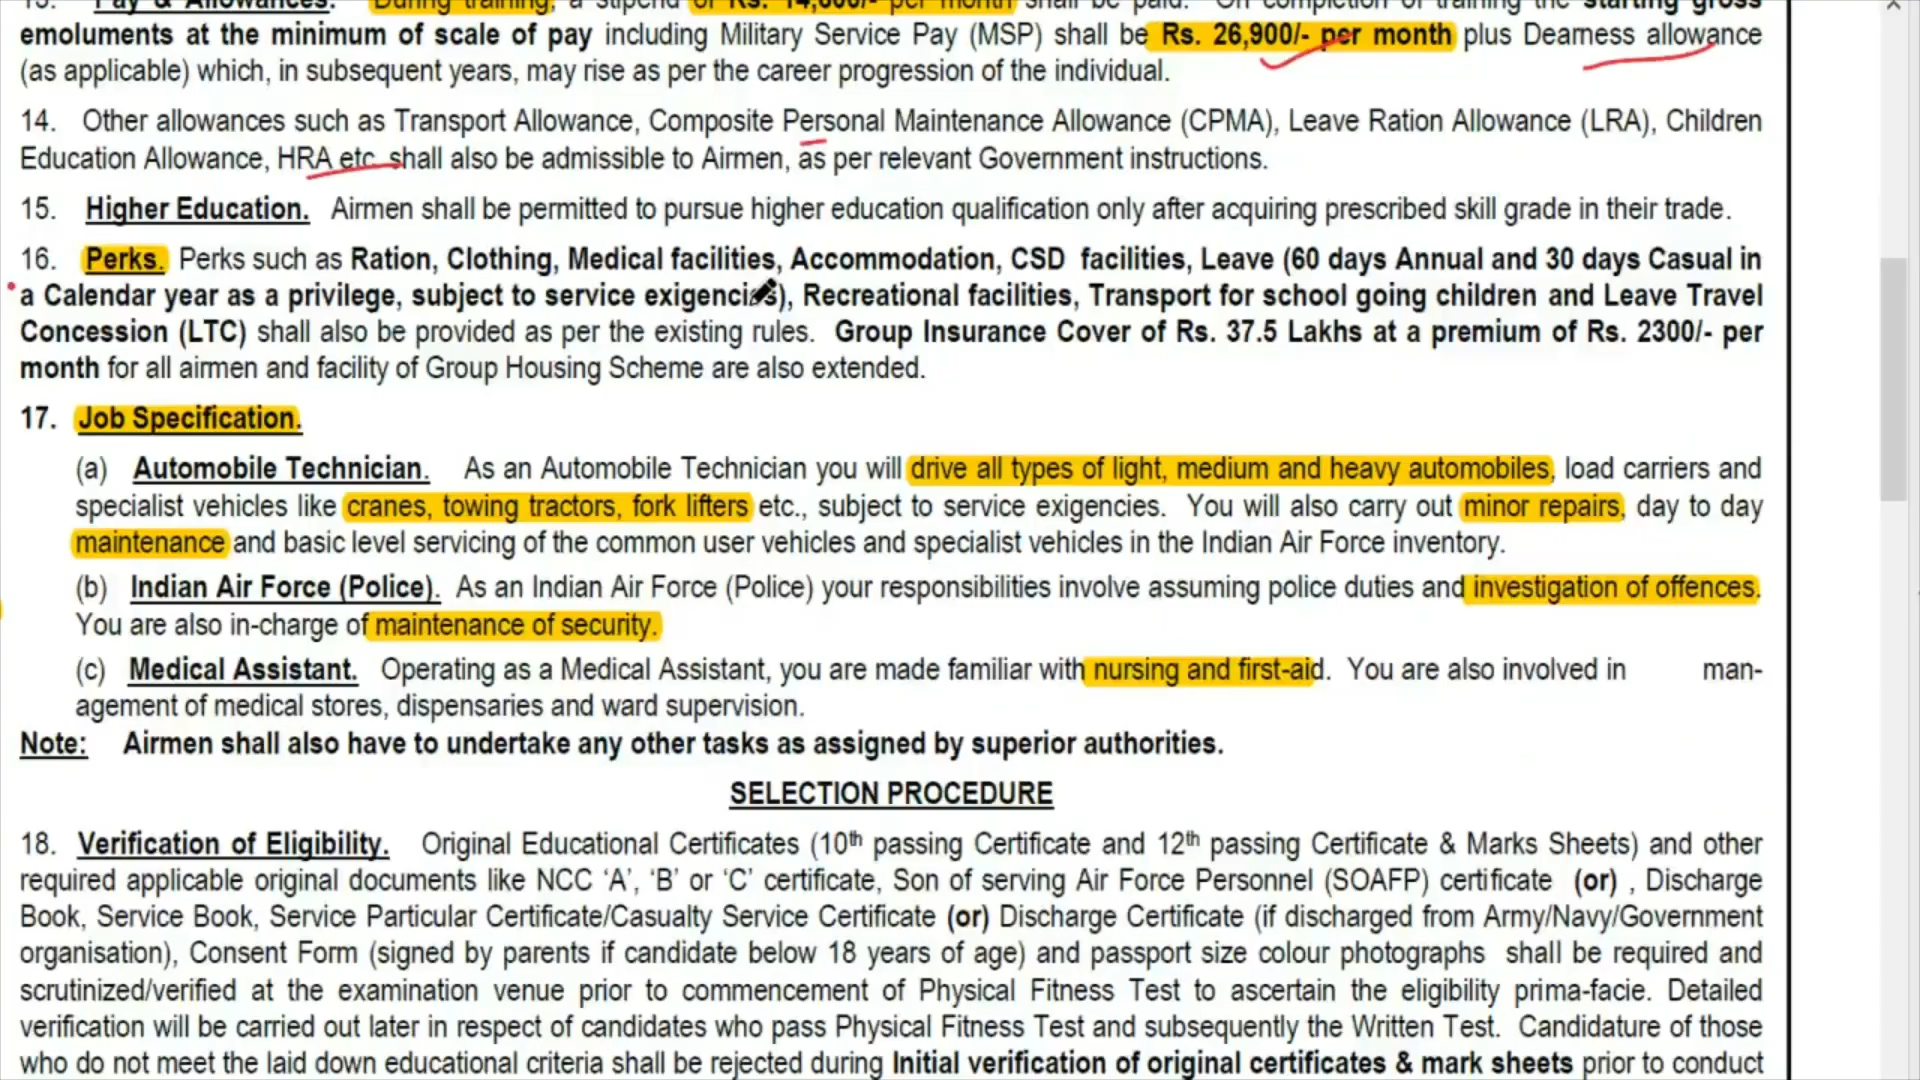 13. Pay & Allowances. During training, a stipend of Rs. 14,600/- per month shall be paid. On completion of training the starting gross
emoluments at the minimum of scale of pay including Military Service Pay (MSP) shall be Rs. 26,900/- per month plus Dearness allowance
(as applicable) which, in subsequent years, may rise as per the career progression of the individual.
14. Other allowances such as Transport Allowance, Composite Personal Maintenance Allowance (CPMA), Leave Ration Allowance (LRA), Children
Education Allowance, HRA etc. shall also be admissible to Airmen, as per relevant Government instructions.
15. Higher Education. Airmen shall be permitted to pursue higher education qualification only after acquiring prescribed skill grade in their trade.
16. Perks. Perks such as Ration, Clothing, Medical facilities, Accommodation, CSD facilities, Leave (60 days Annual and 30 days Casual in
a Calendar year as a privilege, subject to service exigencies), Recreational facilities, Transport for school going children and Leave Travel
Concession (LTC) shall also be provided as per the existing rules. Group Insurance Cover of Rs. 37.5 Lakhs at a premium of Rs. 2300/- per
month for all airmen and facility of Group Housing Scheme are also extended.
17. Job Specification.
(a) Automobile Technician. As an Automobile Technician you will drive all types of light, medium and heavy automobiles, load carriers and
specialist vehicles like cranes, towing tractors, fork lifters etc., subject to service exigencies. You will also carry out minor repairs, day to day
maintenance and basic level servicing of the common user vehicles and specialist vehicles in the Indian Air Force inventory.
(b) Indian Air Force (Police). As an Indian Air Force (Police) your responsibilities involve assuming police duties and investigation of offences.
You are also in-charge of maintenance of security.
(c) Medical Assistant. Operating as a Medical Assistant, you are made familiar with nursing and first-aid. You are also involved in man-
agement of medical stores, dispensaries and ward supervision.
Note: Airmen shall also have to undertake any other tasks as assigned by superior authorities.
SELECTION PROCEDURE
18. Verification of Eligibility. Original Educational Certificates (10th passing Certificate and 12th passing Certificate & Marks Sheets) and other
required applicable original documents like NCC ‘A’, ‘B’ or ‘C’ certificate, Son of serving Air Force Personnel (SOAFP) certificate (or) , Discharge
Book, Service Book, Service Particular Certificate/Casualty Service Certificate (or) Discharge Certificate (if discharged from Army/Navy/Government
organisation), Consent Form (signed by parents if candidate below 18 years of age) and passport size colour photographs shall be required and
scrutinized/verified at the examination venue prior to commencement of Physical Fitness Test to ascertain the eligibility prima-facie. Detailed
verification will be carried out later in respect of candidates who pass Physical Fitness Test and subsequently the Written Test. Candidature of those
who do not meet the laid down educational criteria shall be rejected during Initial verification of original certificates & mark sheets prior to conduct